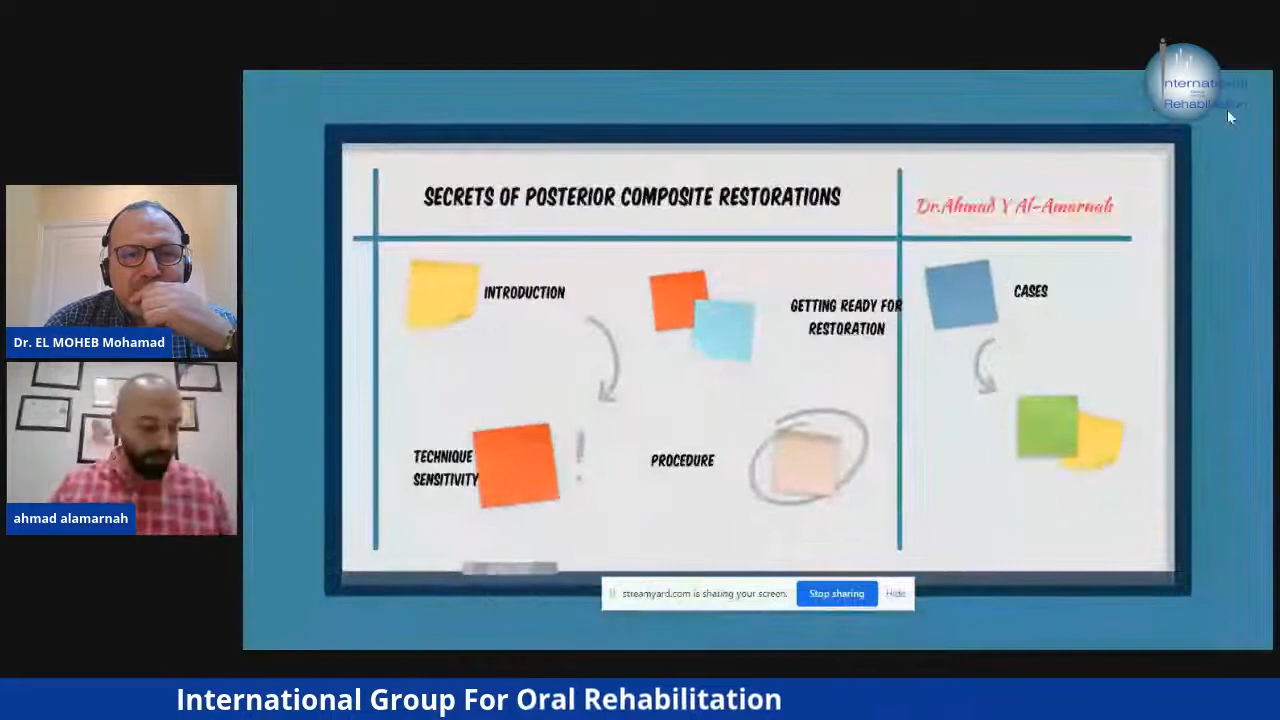 nternational
Rehabilitation
SECRETS OF POSTERIOR COMPOSITE RESTORATIONS
Dr.Ahmad Y Al-Amarnah
INTRODUCTION
GETTING READY FOR
RESTORATION
CASES
TECHNIQUE
SENSITIVITY
PROCEDURE
Dr. EL MOHEB Mohamad
ahmad alamarnah
streamyard.com is sharing your screen.
Stop sharing
Hide
International Group For Oral Rehabilitation